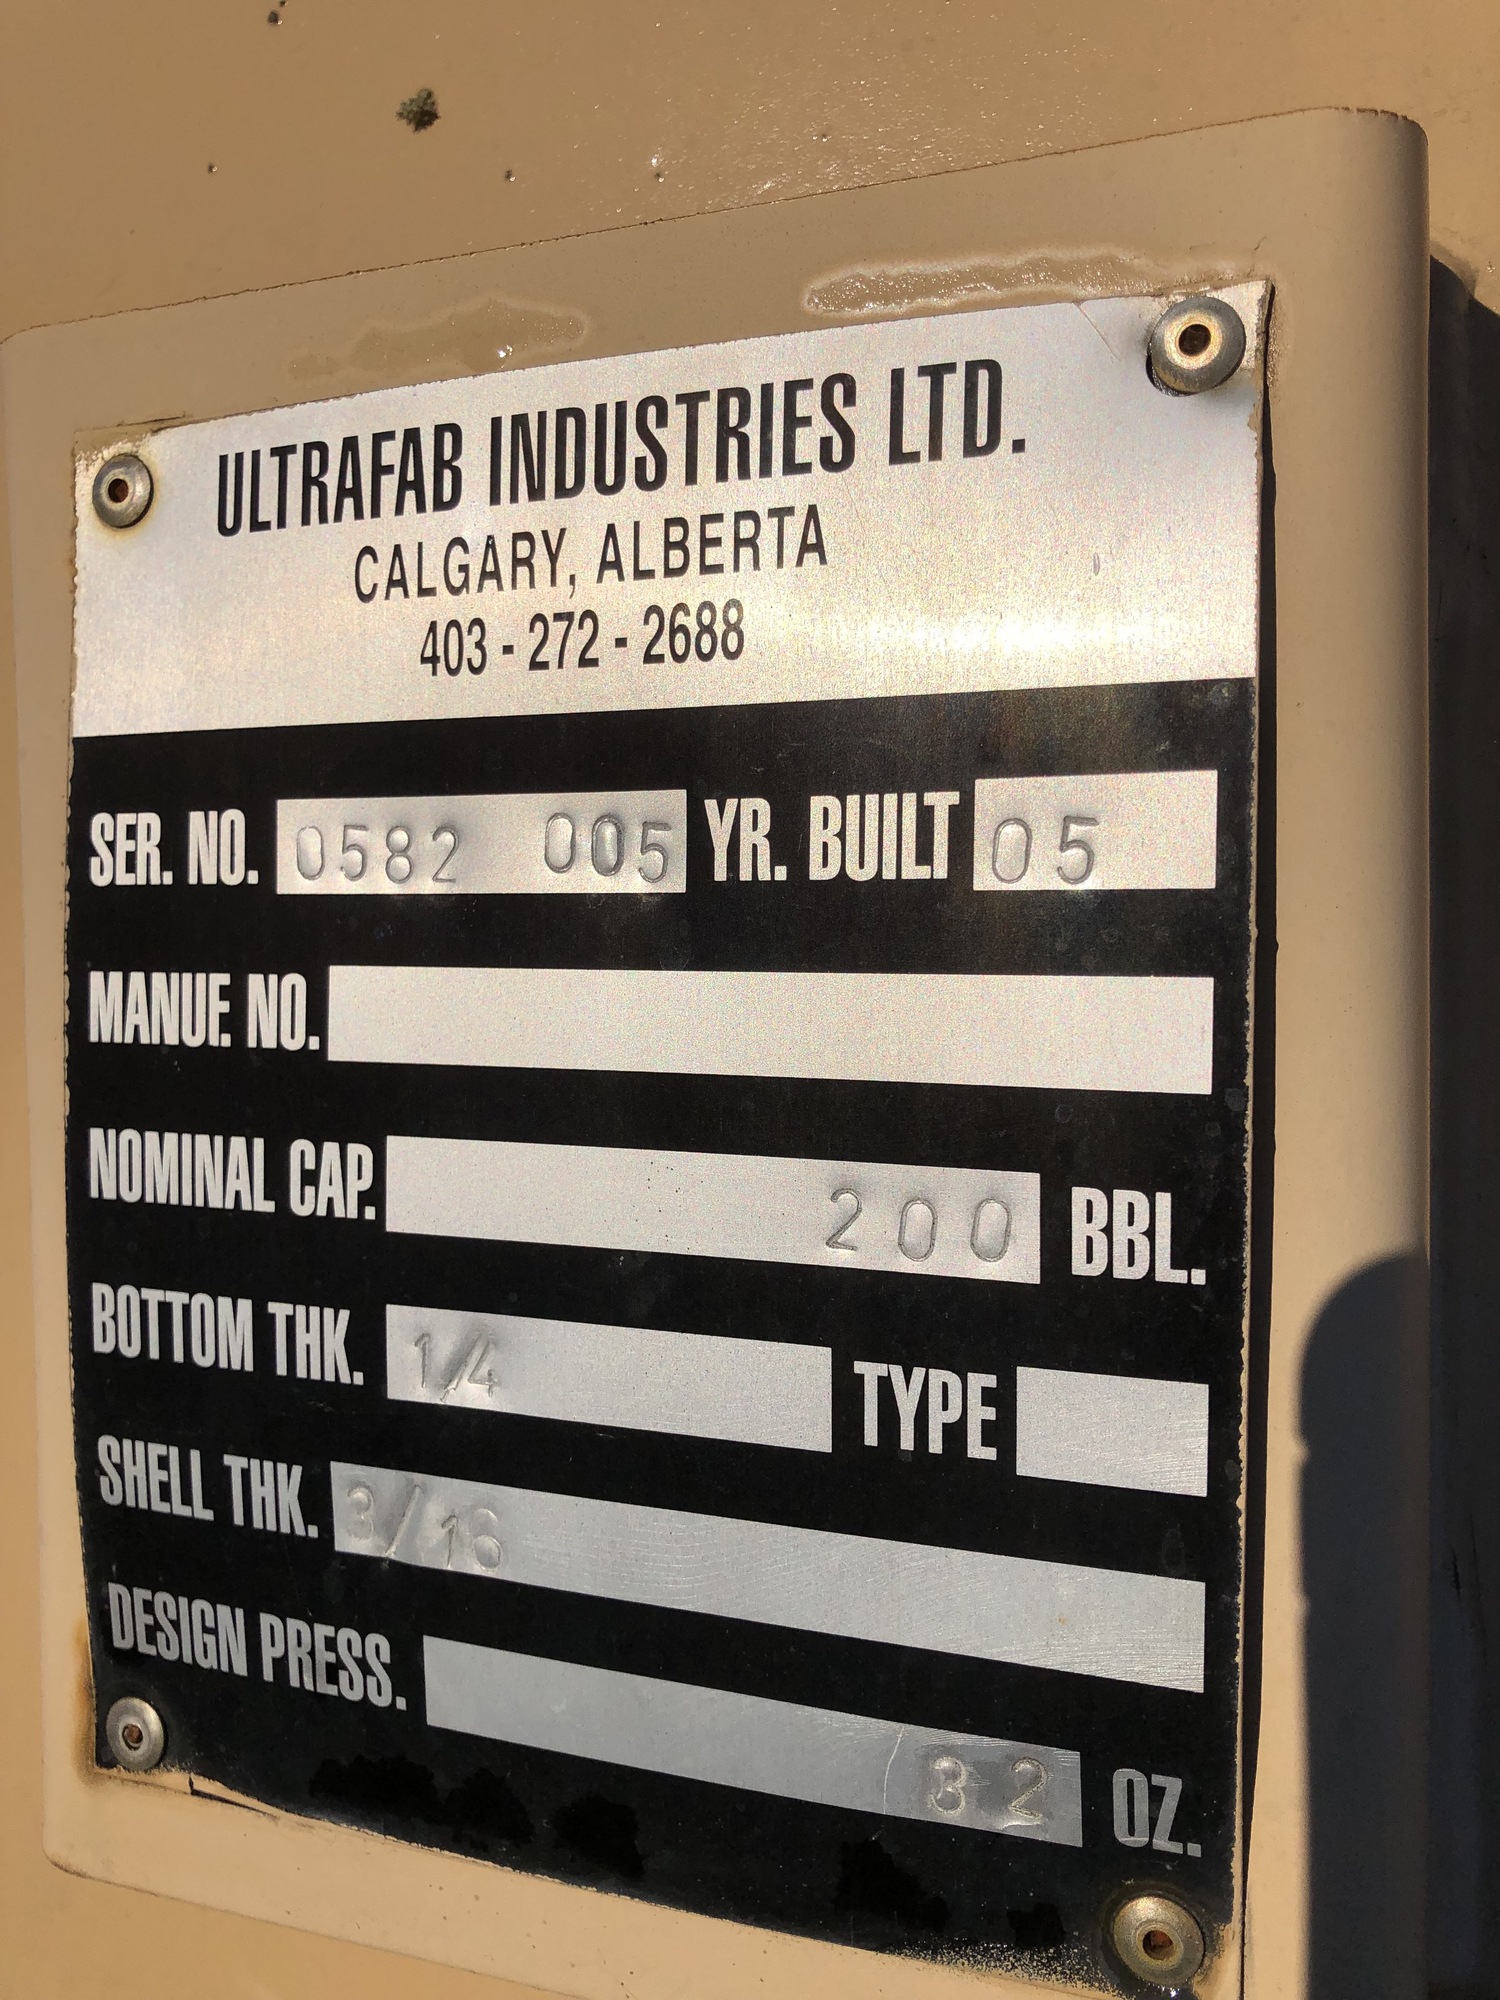 ULTRAFAB INDUSTRIES LTD.
CALGARY, ALBERTA
403 - 272 - 2688
SER. NO. 0582 005 YR. BUILT 05
MANUF. NO.
NOMINAL CAP. 200 BBL.
BOTTOM THK. 1/4 TYPE
SHELL THK. 3/16
DESIGN PRESS. 32 OZ.